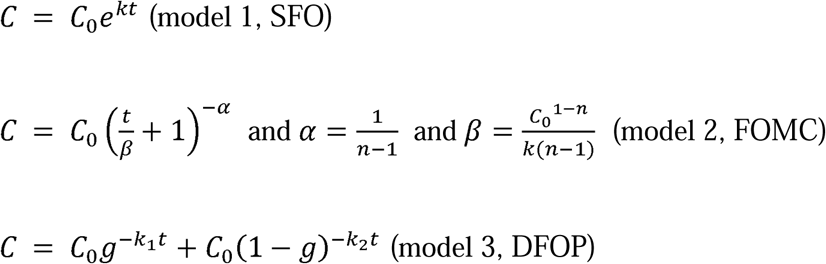 C = C₀e^{kt} (model 1, SFO)
C = C₀(t/β + 1)^{-α} and α = 1/(n−1) and β = C₀^{1−n}/(k(n−1)) (model 2, FOMC)
C = C₀g^{-k₁t} + C₀(1 − g)^{-k₂t} (model 3, DFOP)